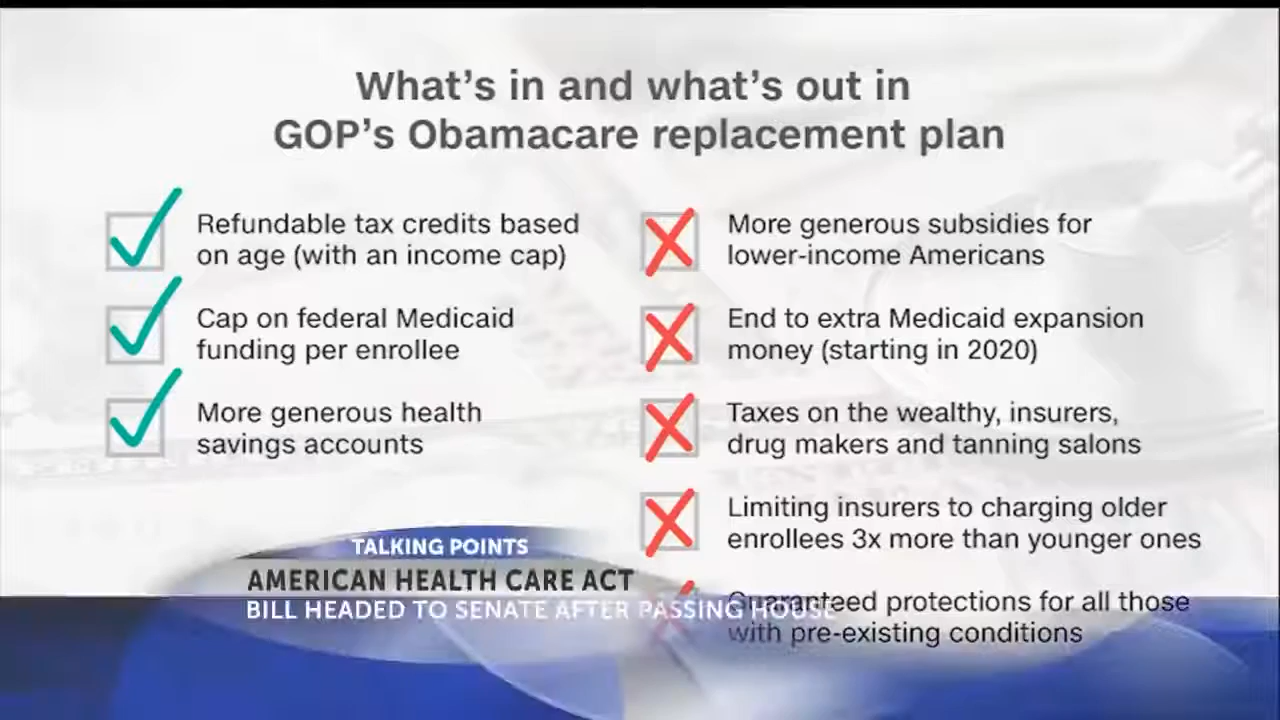 What's in and what's out in
GOP's Obamacare replacement plan
Refundable tax credits based
on age (with an income cap)
Cap on federal Medicaid
funding per enrollee
More generous health
savings accounts
More generous subsidies for
lower-income Americans
End to extra Medicaid expansion
money (starting in 2020)
Taxes on the wealthy, insurers,
drug makers and tanning salons
Limiting insurers to charging older
enrollees 3x more than younger ones
Guaranteed protections for all those
with pre-existing conditions
TALKING POINTS
AMERICAN HEALTH CARE ACT
BILL HEADED TO SENATE AFTER PASSING HOUSE